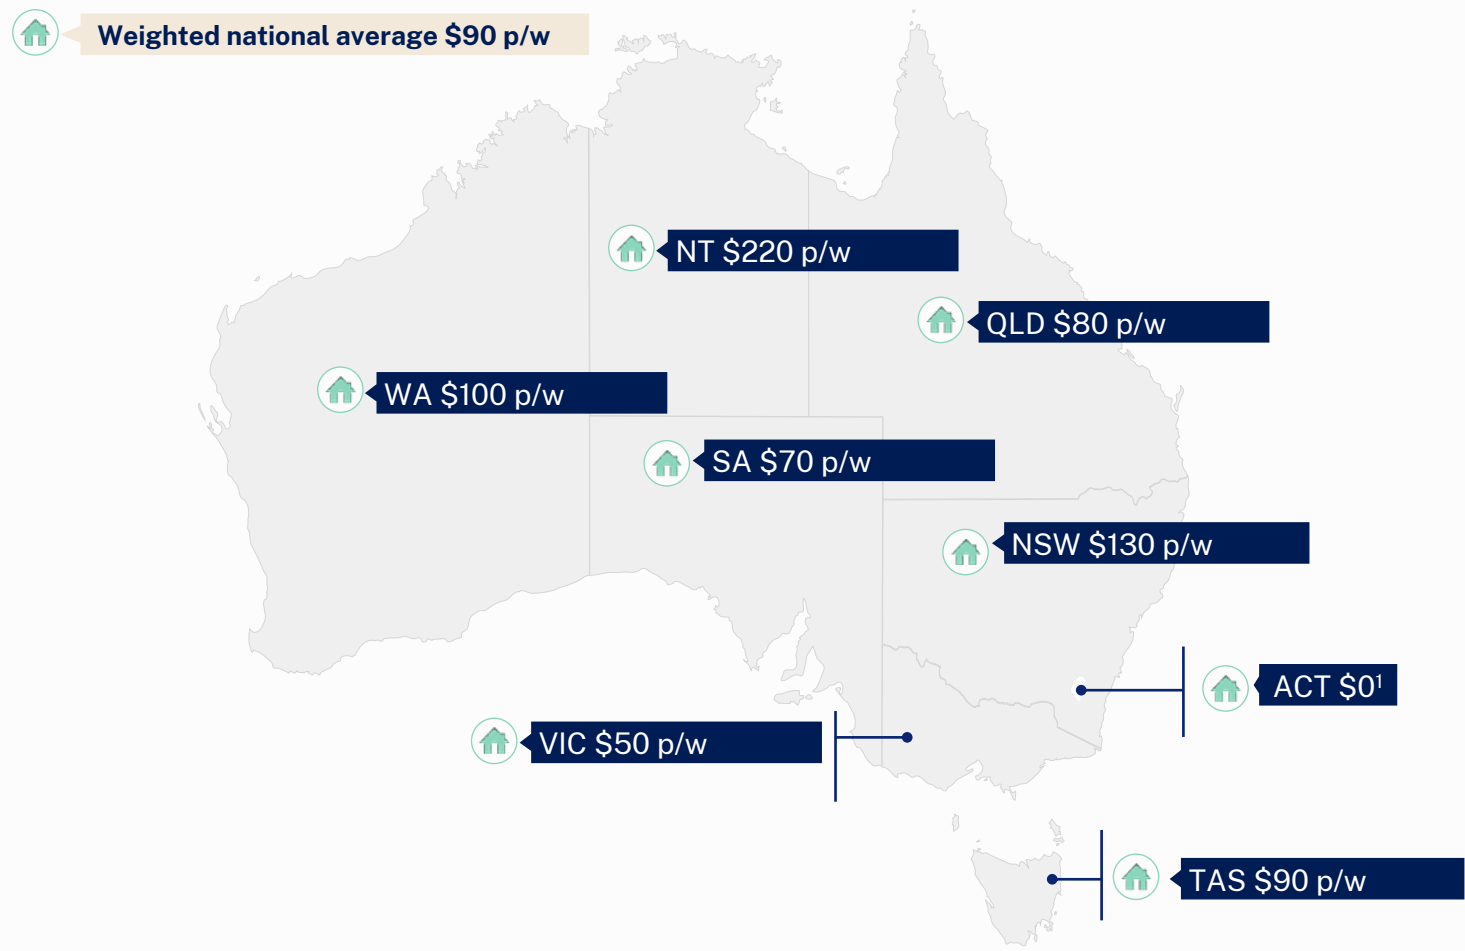 Weighted national average $90 p/w
NT $220 p/w
QLD $80 p/w
WA $100 p/w
SA $70 p/w
NSW $130 p/w
ACT $0¹
VIC $50 p/w
TAS $90 p/w